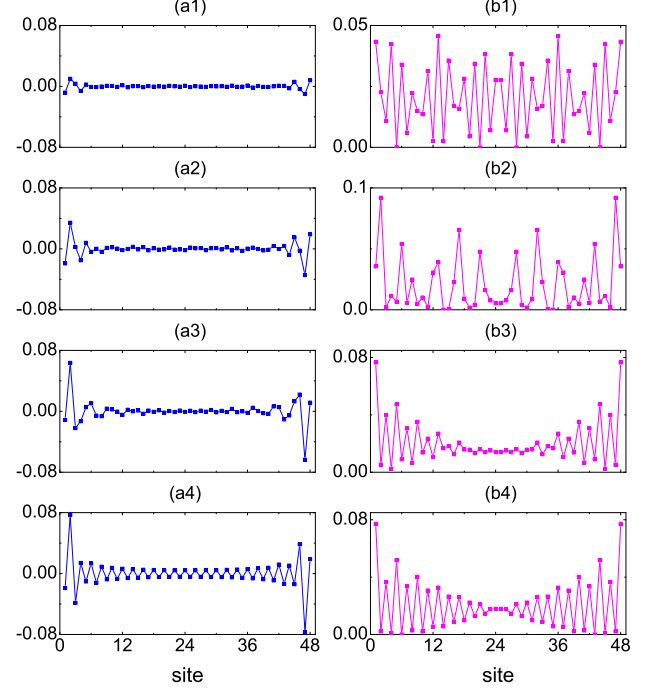 (a1) (b1)
0.08 0.05
0.00
-0.08 0.00
(a2) (b2)
0.08 0.1
0.00
-0.08 0.0
(a3) (b3)
0.08 0.08
0.00
-0.08 0.00
(a4) (b4)
0.08 0.08
0.00
-0.08 0.00
0 12 24 36 48 0 12 24 36 48
site site